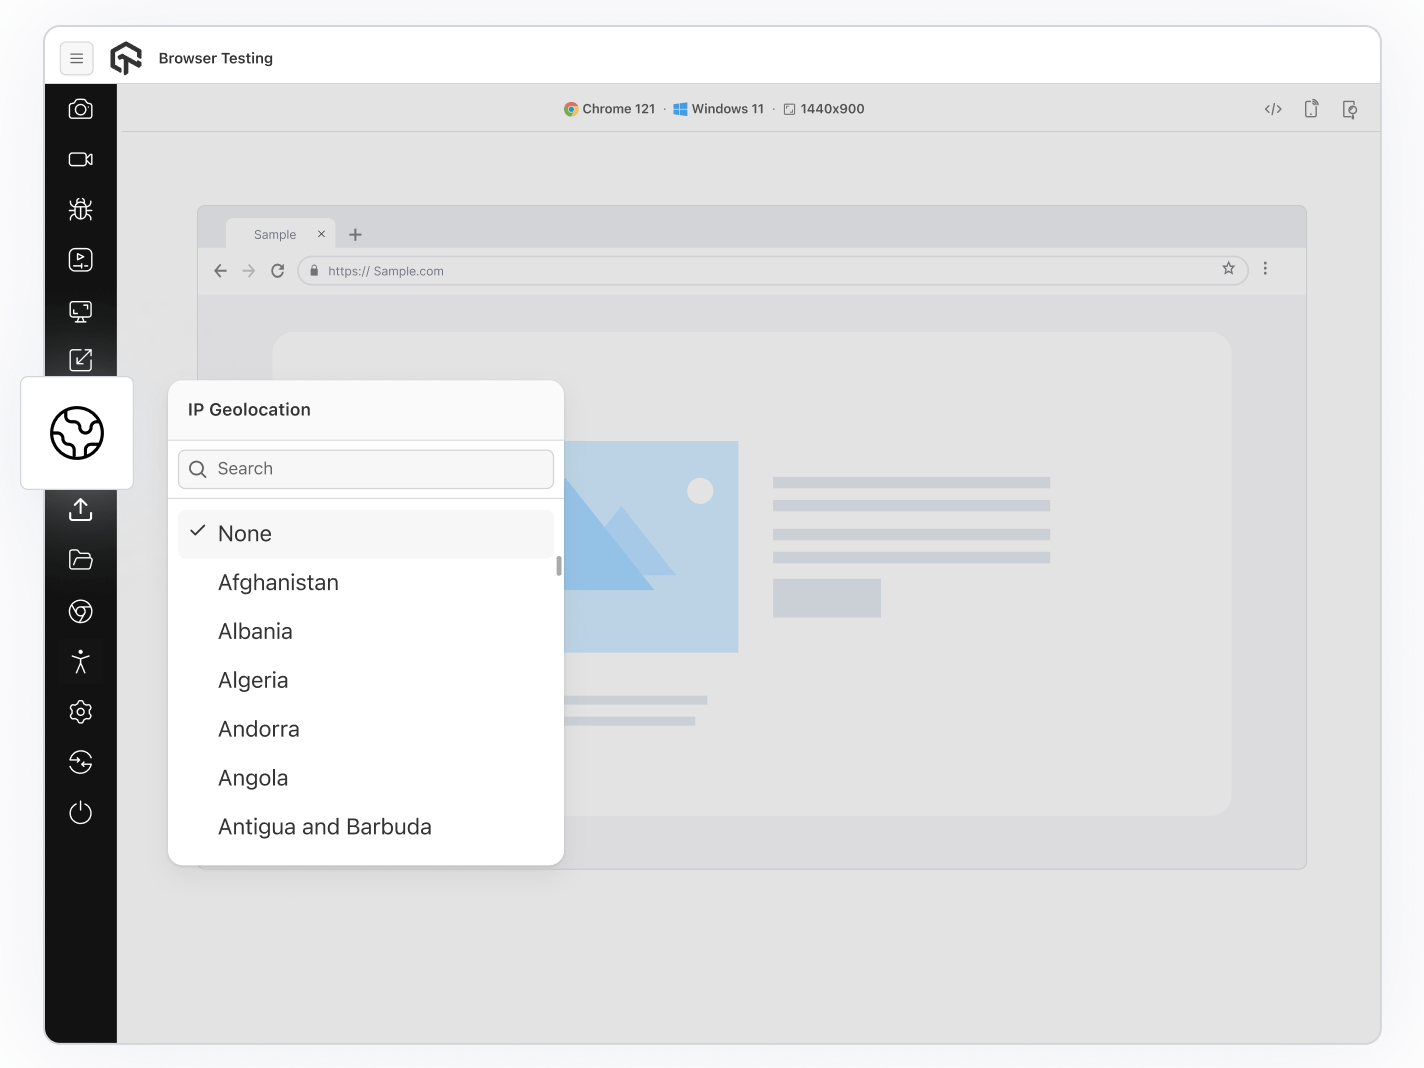 Browser Testing
Chrome 121 · Windows 11 · 1440x900
Sample
https:// Sample.com
IP Geolocation
Search
None
Afghanistan
Albania
Algeria
Andorra
Angola
Antigua and Barbuda